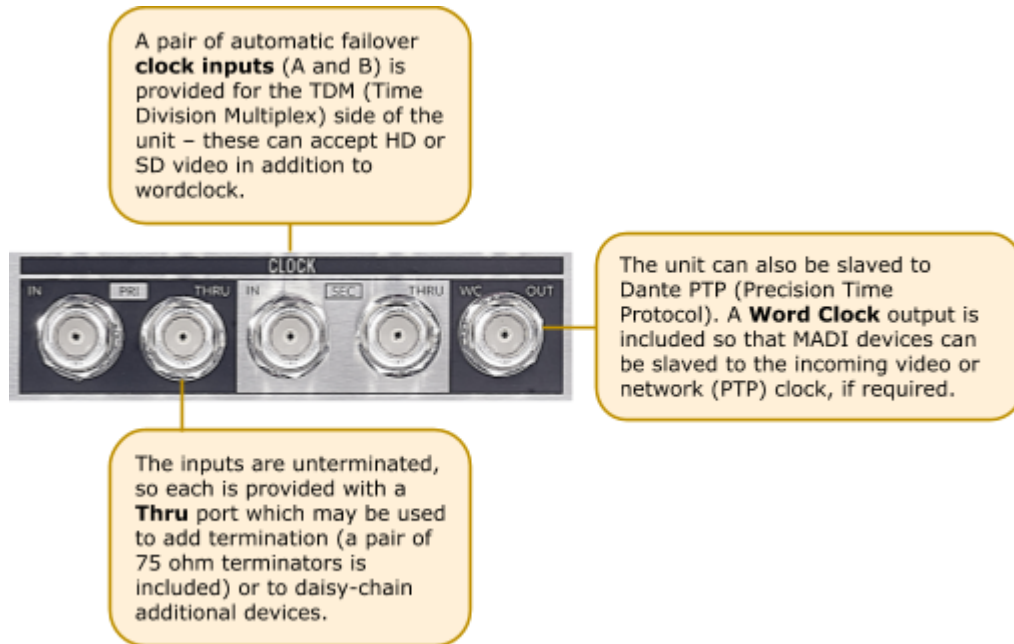 A pair of automatic failover
clock inputs (A and B) is
provided for the TDM (Time
Division Multiplex) side of the
unit – these can accept HD or
SD video in addition to
wordclock.
CLOCK
IN PRI THRU IN SEC THRU WC OUT
The unit can also be slaved to
Dante PTP (Precision Time
Protocol). A Word Clock output is
included so that MADI devices can
be slaved to the incoming video or
network (PTP) clock, if required.
The inputs are unterminated,
so each is provided with a
Thru port which may be used
to add termination (a pair of
75 ohm terminators is
included) or to daisy-chain
additional devices.